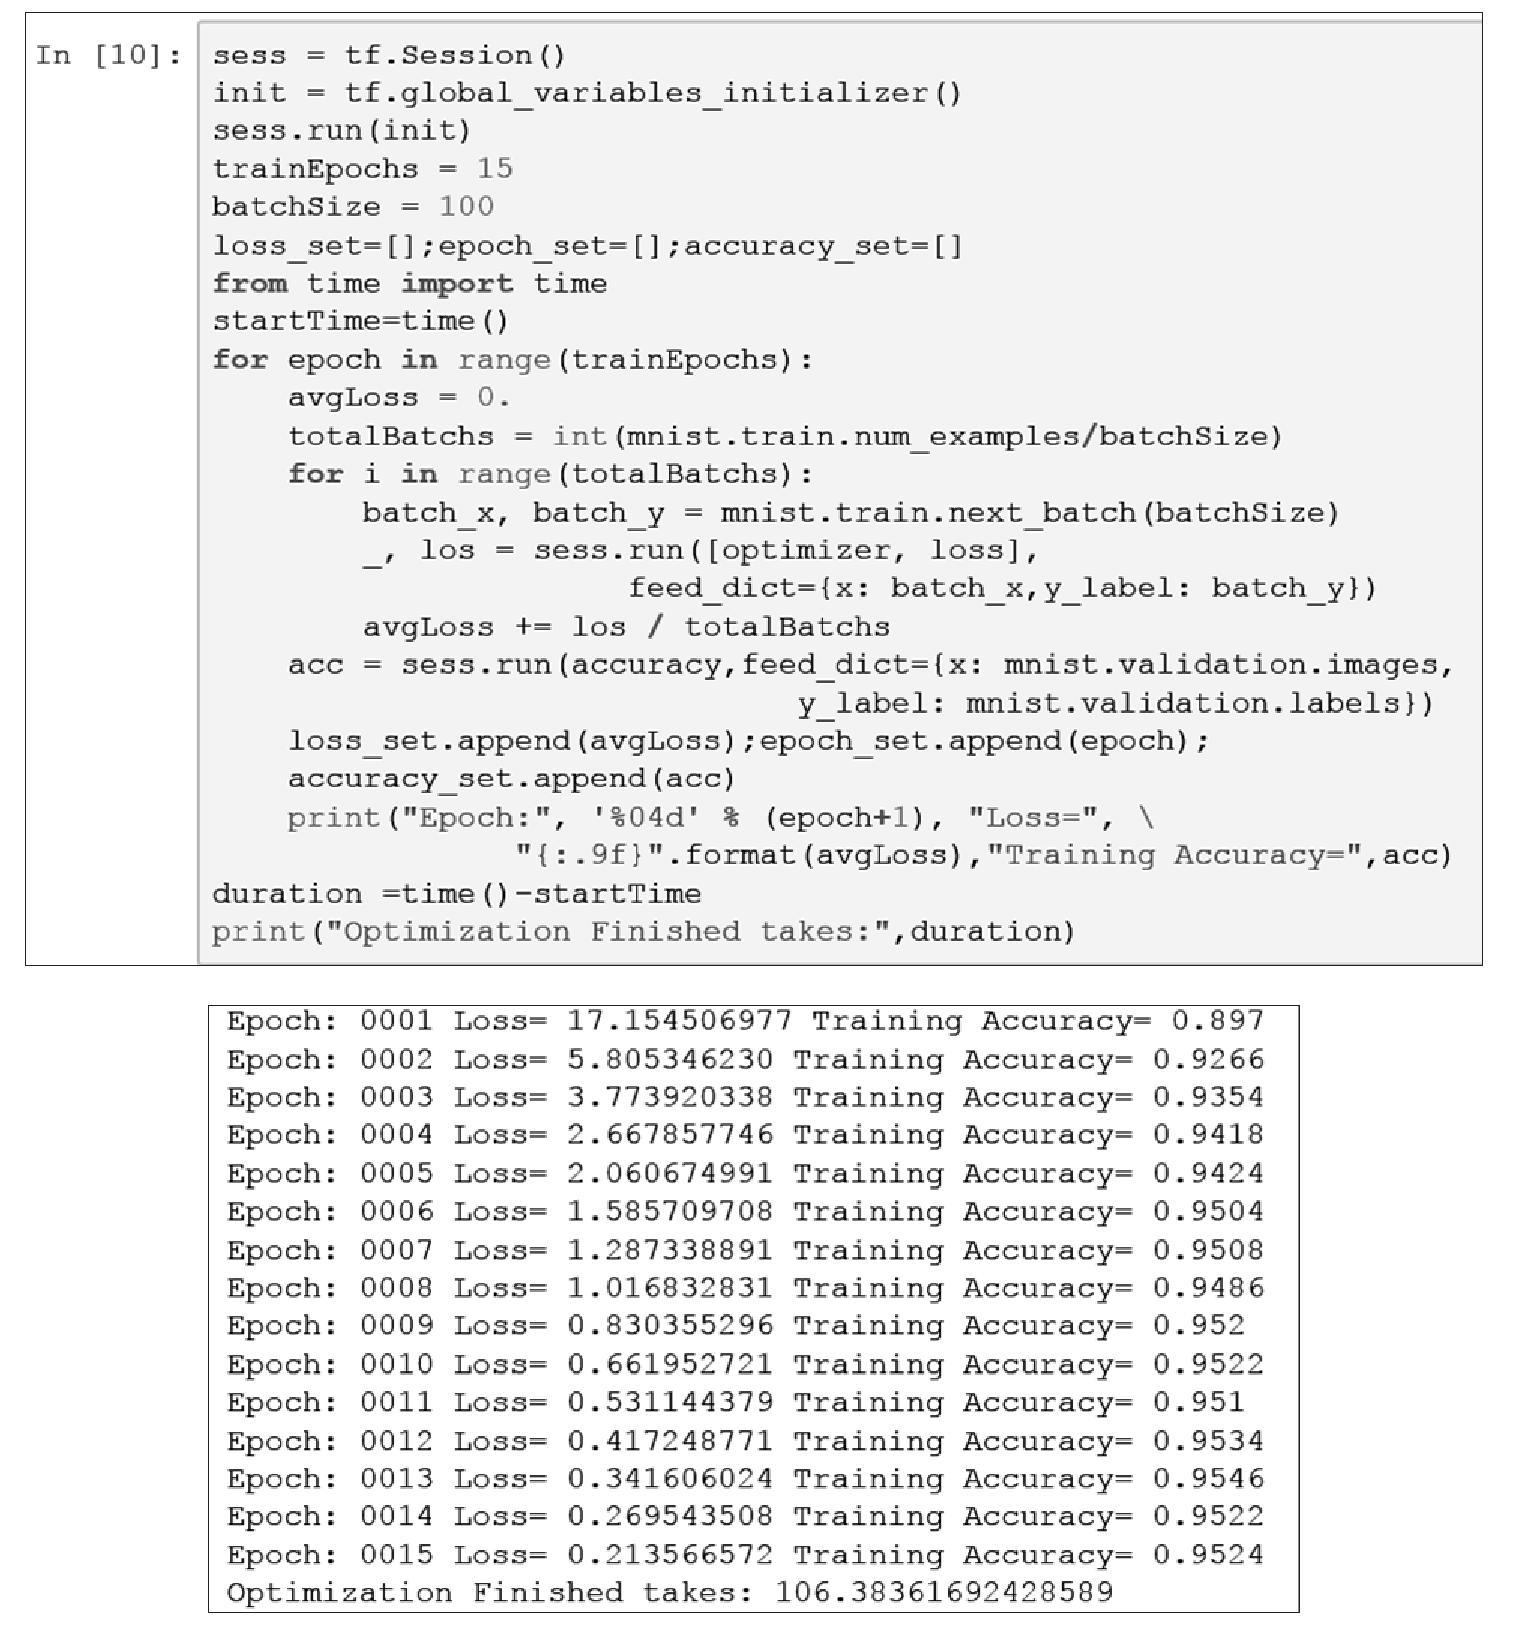 In [10]: sess = tf.Session()
init = tf.global_variables_initializer()
sess.run(init)
trainEpochs = 15
batchSize = 100
loss_set=[];epoch_set=[];accuracy_set=[]
from time import time
startTime=time()
for epoch in range(trainEpochs):
    avgLoss = 0.
    totalBatchs = int(mnist.train.num_examples/batchSize)
    for i in range(totalBatchs):
        batch_x, batch_y = mnist.train.next_batch(batchSize)
        _, los = sess.run([optimizer, loss],
                      feed_dict={x: batch_x,y_label: batch_y})
        avgLoss += los / totalBatchs
    acc = sess.run(accuracy,feed_dict={x: mnist.validation.images,
                               y_label: mnist.validation.labels})
    loss_set.append(avgLoss);epoch_set.append(epoch);
    accuracy_set.append(acc)
    print("Epoch:", '%04d' % (epoch+1), "Loss=", \
                "{:.9f}".format(avgLoss),"Training Accuracy=",acc)
duration =time()-startTime
print("Optimization Finished takes:",duration)
Epoch: 0001 Loss= 17.154506977 Training Accuracy= 0.897
Epoch: 0002 Loss= 5.805346230 Training Accuracy= 0.9266
Epoch: 0003 Loss= 3.773920338 Training Accuracy= 0.9354
Epoch: 0004 Loss= 2.667857746 Training Accuracy= 0.9418
Epoch: 0005 Loss= 2.060674991 Training Accuracy= 0.9424
Epoch: 0006 Loss= 1.585709708 Training Accuracy= 0.9504
Epoch: 0007 Loss= 1.287338891 Training Accuracy= 0.9508
Epoch: 0008 Loss= 1.016832831 Training Accuracy= 0.9486
Epoch: 0009 Loss= 0.830355296 Training Accuracy= 0.952
Epoch: 0010 Loss= 0.661952721 Training Accuracy= 0.9522
Epoch: 0011 Loss= 0.531144379 Training Accuracy= 0.951
Epoch: 0012 Loss= 0.417248771 Training Accuracy= 0.9534
Epoch: 0013 Loss= 0.341606024 Training Accuracy= 0.9546
Epoch: 0014 Loss= 0.269543508 Training Accuracy= 0.9522
Epoch: 0015 Loss= 0.213566572 Training Accuracy= 0.9524
Optimization Finished takes: 106.38361692428589